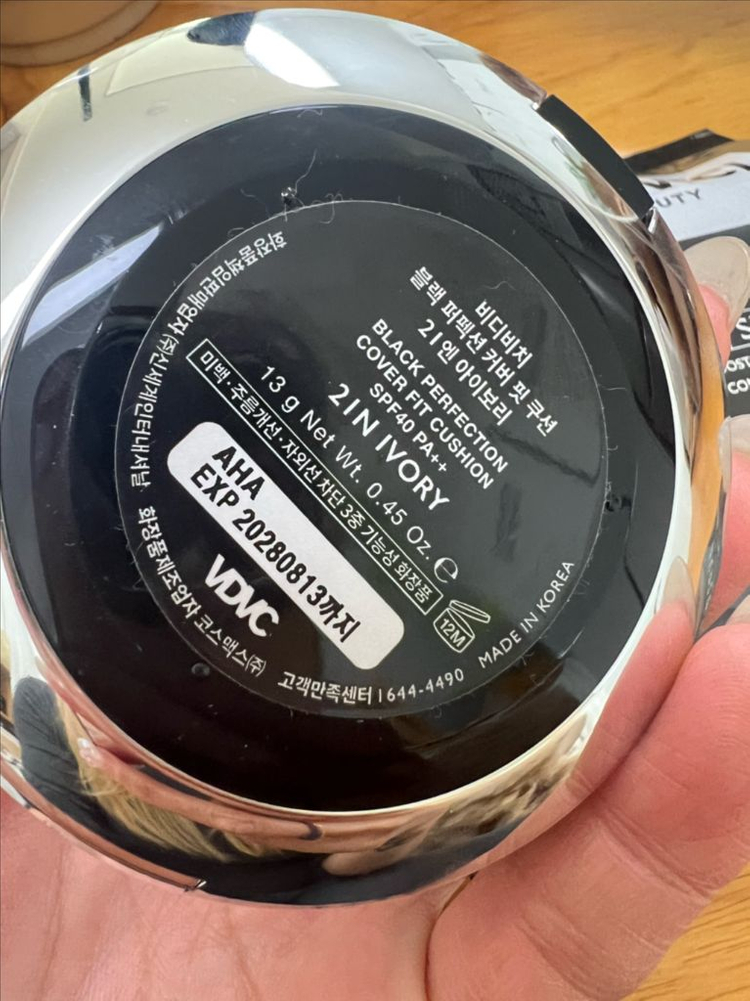 비디비치
블랙 퍼펙션 커버 핏 쿠션
21엔 아이보리
BLACK PERFECTION
COVER FIT CUSHION
SPF40 PA++
21N IVORY
13 g Net Wt. 0.45 Oz. ℮
미백·주름개선·자외선차단 3중 기능성화장품
12M
AHA
EXP 20280813까지
VDVC
화장품책임판매업자 (주)신세계인터내셔날
화장품제조업자 코스맥스(주)
고객만족센터 1644-4490
MADE IN KOREA
UTY